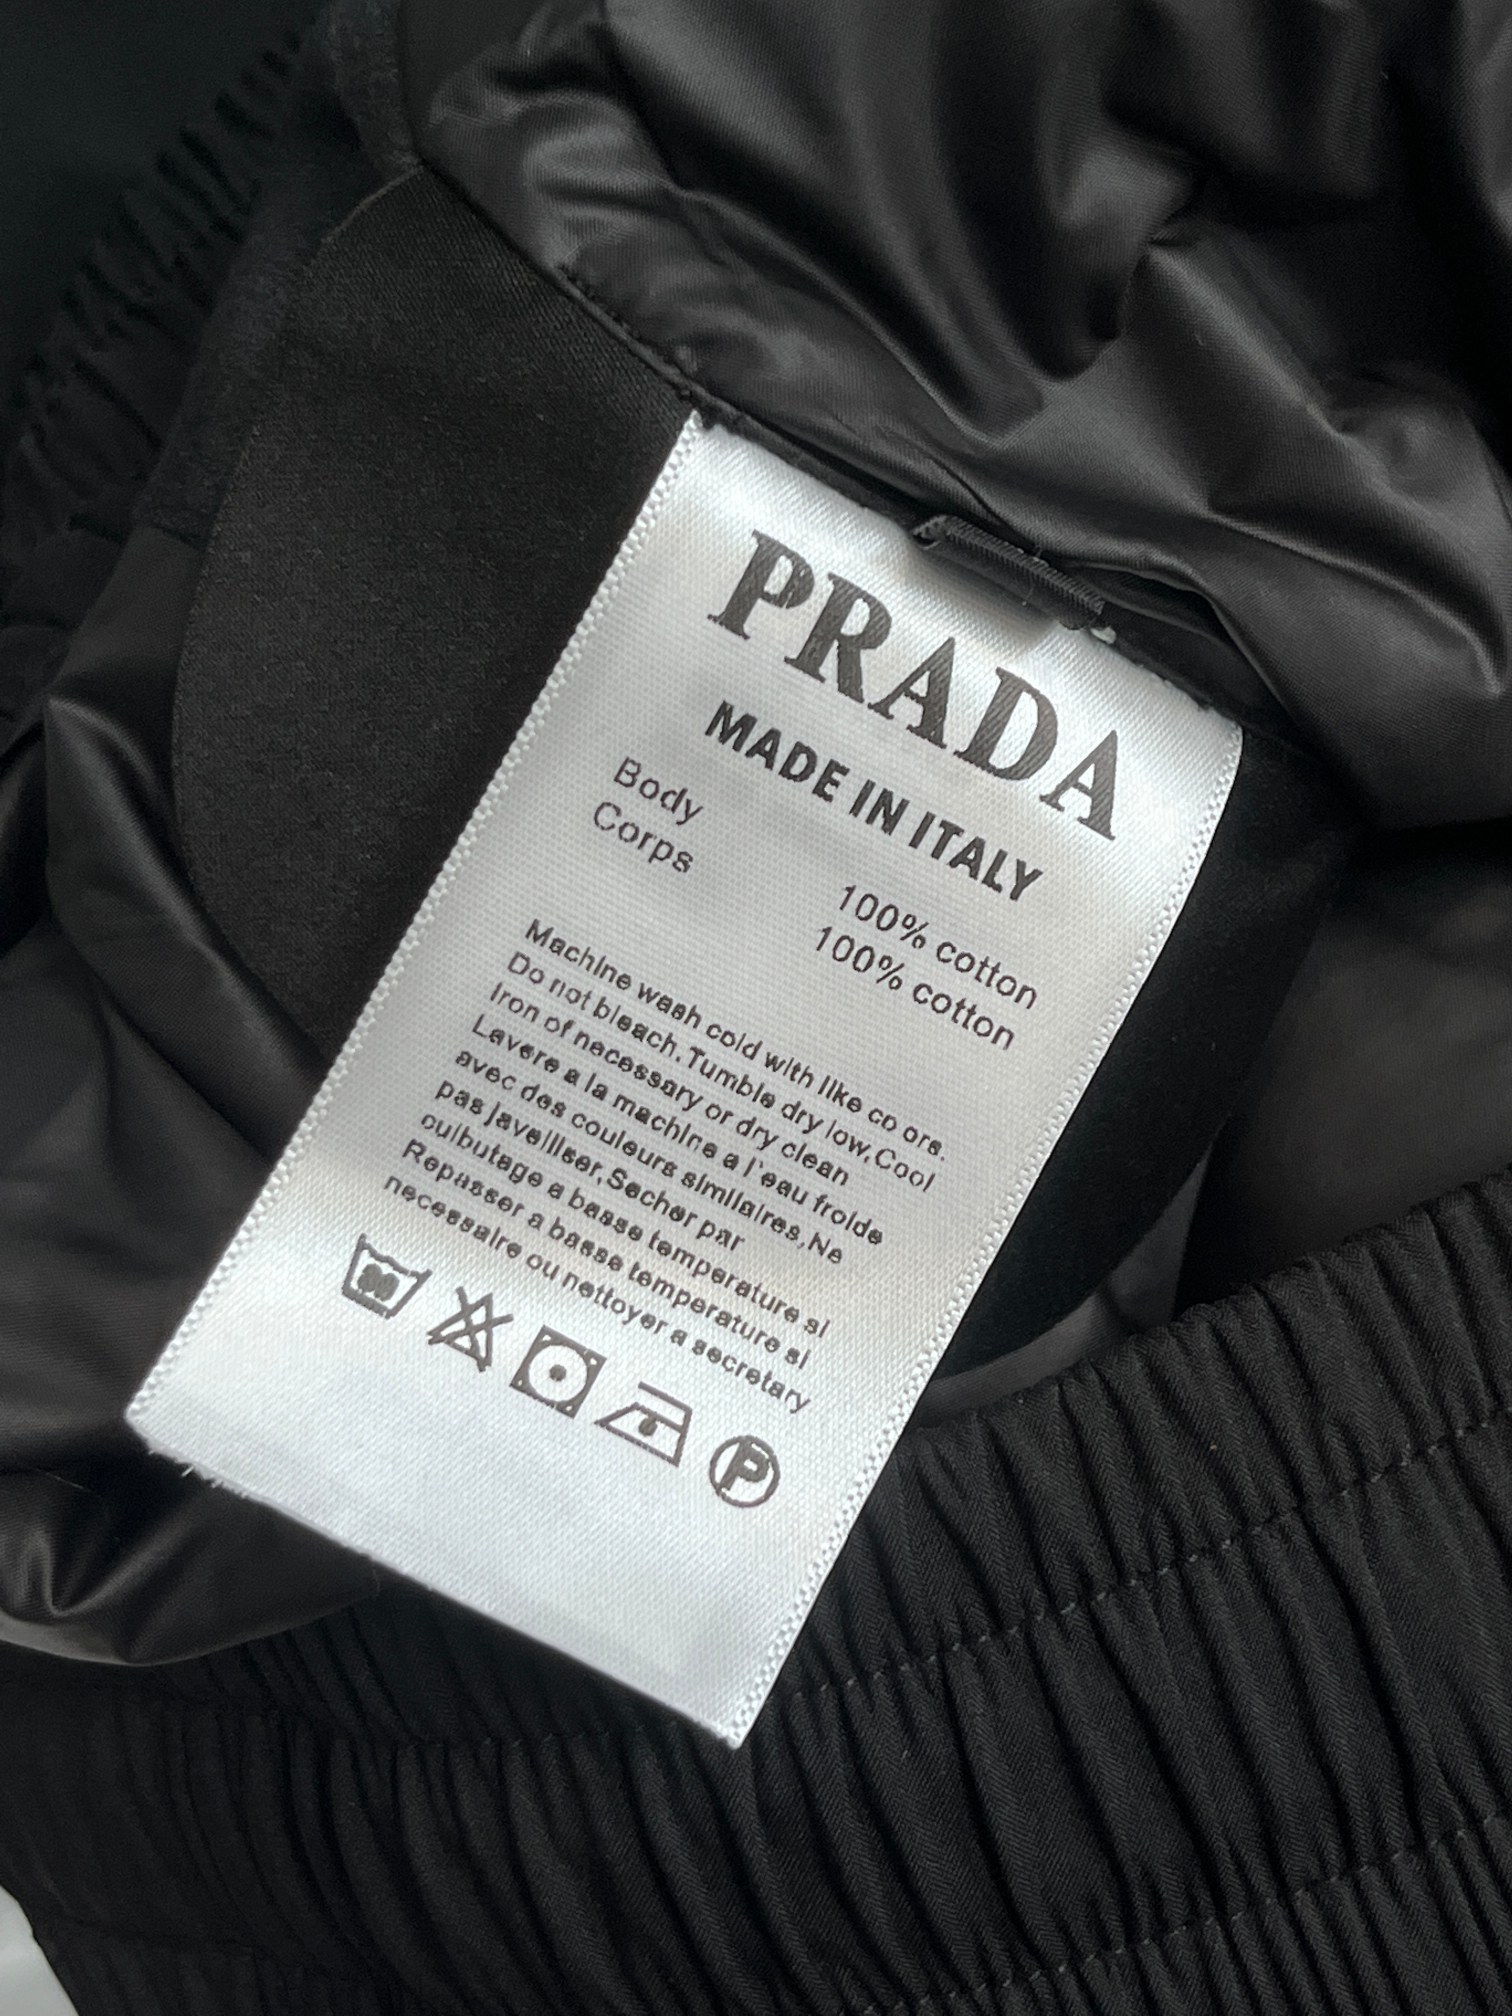 PRADA
MADE IN ITALY
Body 100% cotton
Corps 100% cotton
Machine wash cold with like co ors.
Do not bleach.Tumble dry low,Cool
Iron of necessary or dry clean
Lavere a la machine a l'eau froide
avec des couleurs similaires,Ne
pas javelliser,Secher par
culbutage a basse temperature si
Repasser a basse temperature si
necessaire ou nettoyer a secretary
P